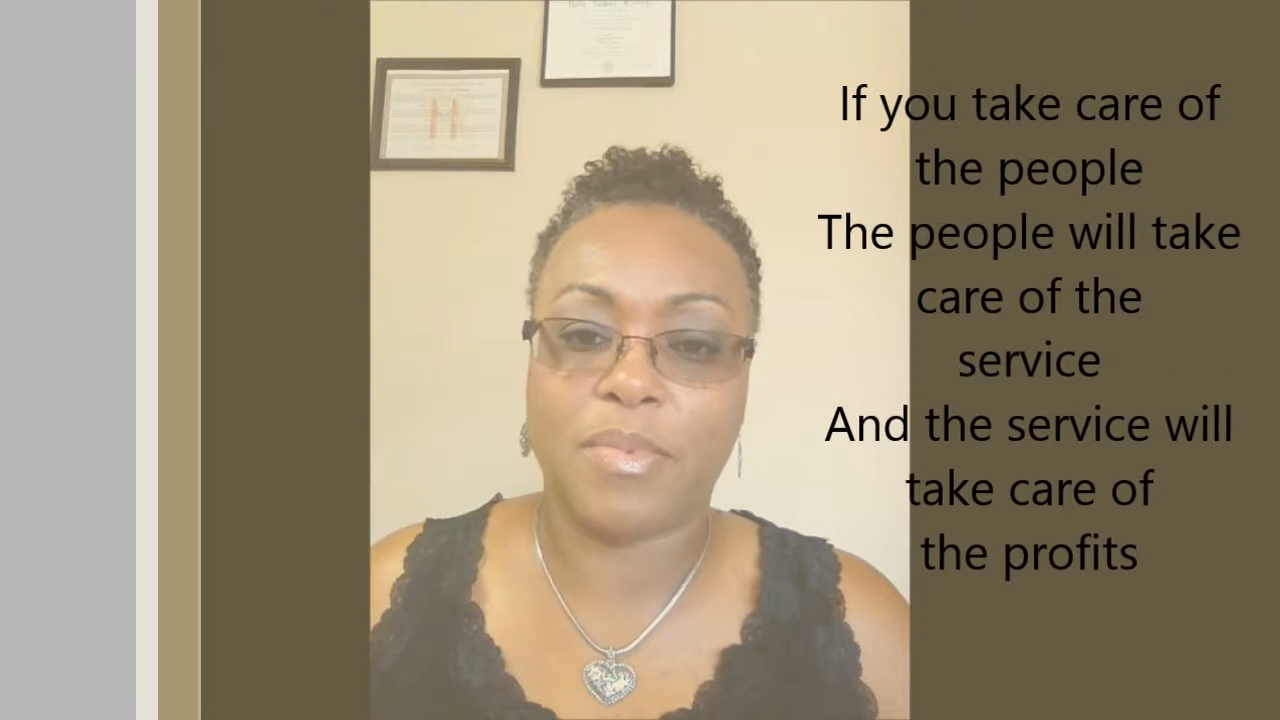 If you take care of
the people
The people will take
care of the
service
And the service will
take care of
the profits